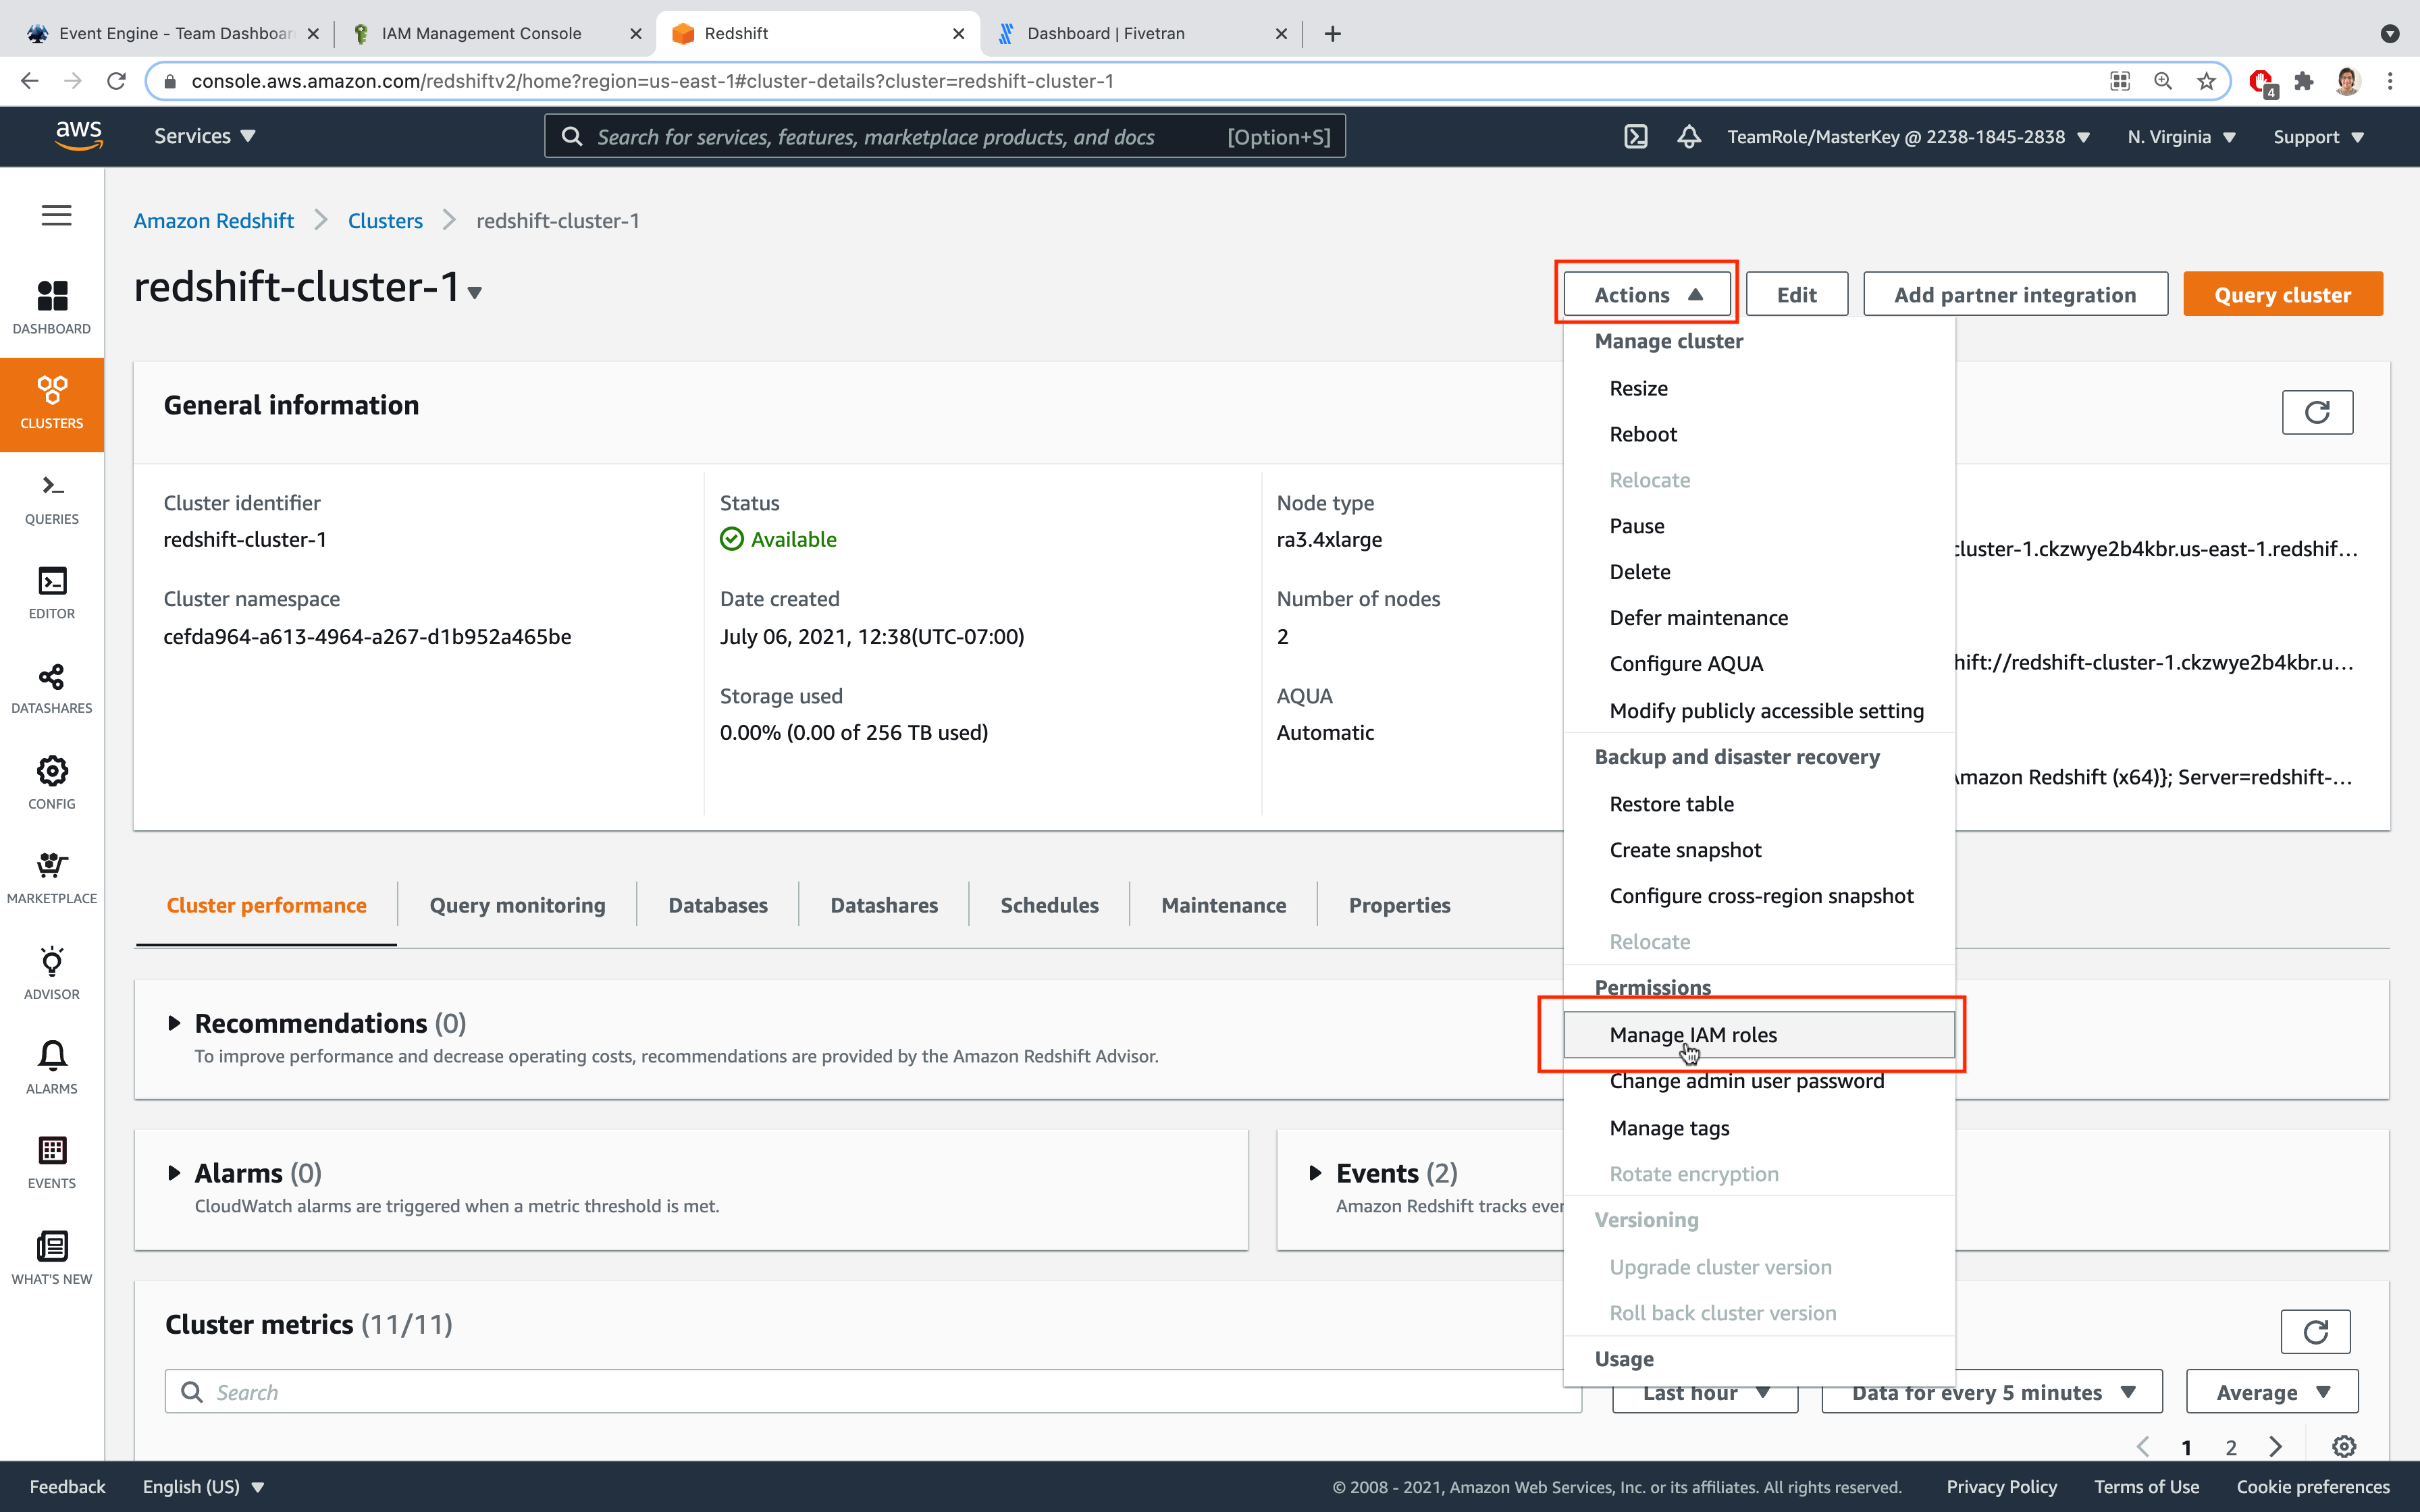 Event Engine - Team Dashboar
IAM Management Console
Redshift
Dashboard | Fivetran
console.aws.amazon.com/redshiftv2/home?region=us-east-1#cluster-details?cluster=redshift-cluster-1
4
aws
Services
Search for services, features, marketplace products, and docs
[Option+S]
TeamRole/MasterKey @ 2238-1845-2838
N. Virginia
Support
Amazon Redshift
Clusters
redshift-cluster-1
redshift-cluster-1
Actions
Edit
Add partner integration
Query cluster
DASHBOARD
CLUSTERS
QUERIES
EDITOR
DATASHARES
CONFIG
MARKETPLACE
ADVISOR
ALARMS
EVENTS
WHAT'S NEW
General information
Cluster identifier
redshift-cluster-1
Cluster namespace
cefda964-a613-4964-a267-d1b952a465be
Status
Available
Date created
July 06, 2021, 12:38(UTC-07:00)
Storage used
0.00% (0.00 of 256 TB used)
Node type
ra3.4xlarge
Number of nodes
2
AQUA
Automatic
cluster-1.ckzwye2b4kbr.us-east-1.redshif...
hift://redshift-cluster-1.ckzwye2b4kbr.u...
Amazon Redshift (x64)}; Server=redshift-...
Manage cluster
Resize
Reboot
Relocate
Pause
Delete
Defer maintenance
Configure AQUA
Modify publicly accessible setting
Backup and disaster recovery
Restore table
Create snapshot
Configure cross-region snapshot
Relocate
Permissions
Manage IAM roles
Change admin user password
Manage tags
Rotate encryption
Versioning
Upgrade cluster version
Roll back cluster version
Usage
Cluster performance
Query monitoring
Databases
Datashares
Schedules
Maintenance
Properties
Recommendations (0)
To improve performance and decrease operating costs, recommendations are provided by the Amazon Redshift Advisor.
Alarms (0)
CloudWatch alarms are triggered when a metric threshold is met.
Events (2)
Amazon Redshift tracks ever
Cluster metrics (11/11)
Search
Last hour
Data for every 5 minutes
Average
1
2
Feedback
English (US)
© 2008 - 2021, Amazon Web Services, Inc. or its affiliates. All rights reserved.
Privacy Policy
Terms of Use
Cookie preferences